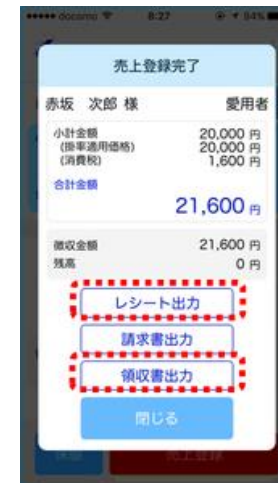 docomo 8:27 94%
売上登録完了
赤坂 次郎 様 愛用者
小計金額 20,000 円
(掛率適用価格) 20,000 円
(消費税) 1,600 円
合計金額
21,600 円
徴収金額 21,600 円
残高 0 円
レシート出力
請求書出力
領収書出力
閉じる
売上登録